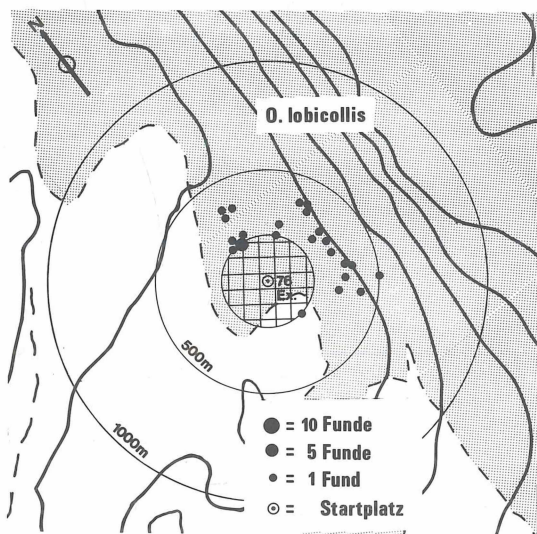 N
O. lobicollis
76
Ex.
500m
1000m
= 10 Funde
= 5 Funde
= 1 Fund
= Startplatz